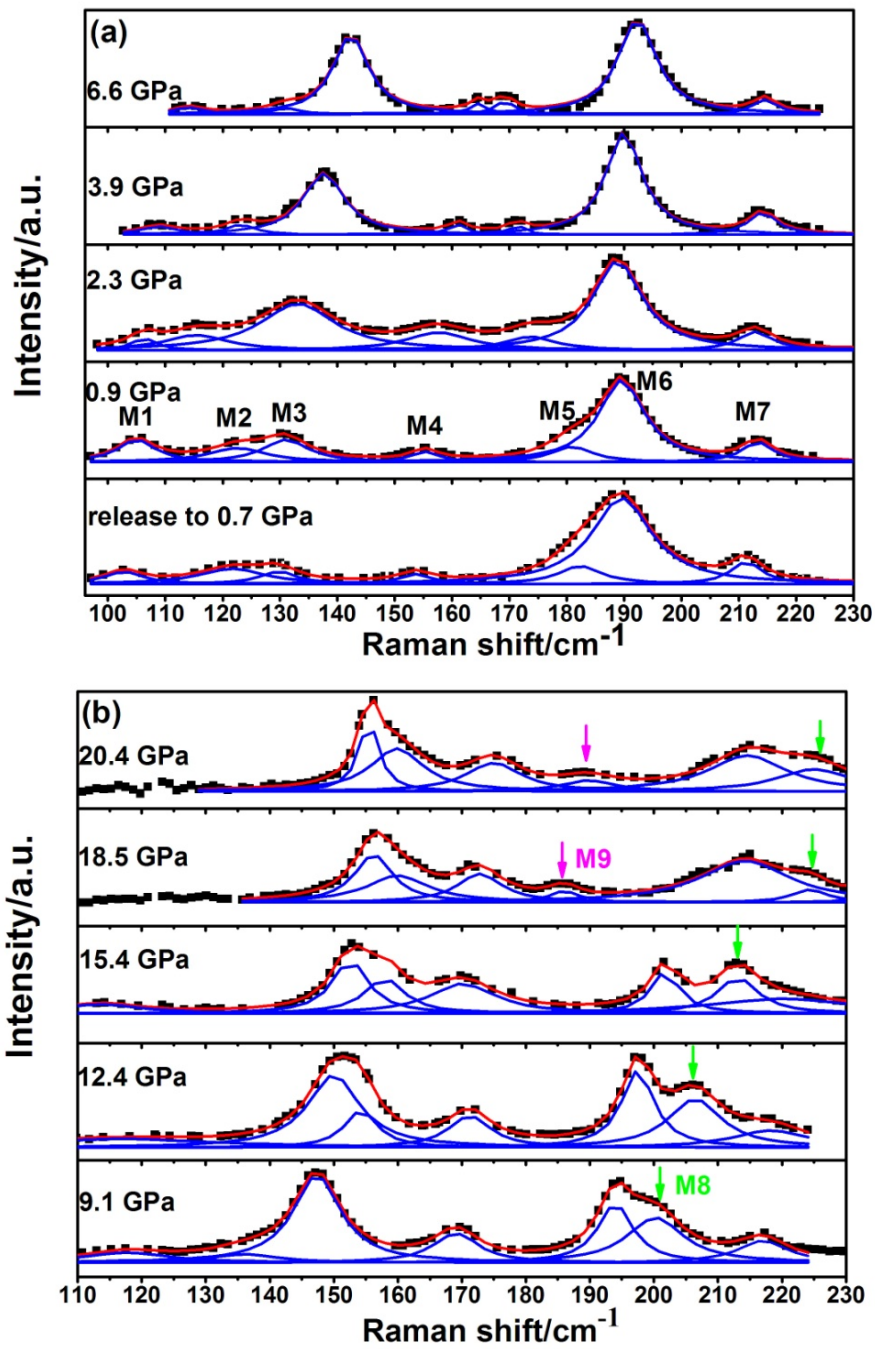 (a)
6.6 GPa
3.9 GPa
2.3 GPa
0.9 GPa
M1 M2 M3 M4 M5 M6 M7
release to 0.7 GPa
Intensity/a.u.
100 110 120 130 140 150 160 170 180 190 200 210 220 230
Raman shift/cm-1
(b)
20.4 GPa
18.5 GPa
M9
15.4 GPa
12.4 GPa
9.1 GPa
M8
Intensity/a.u.
110 120 130 140 150 160 170 180 190 200 210 220 230
Raman shift/cm-1